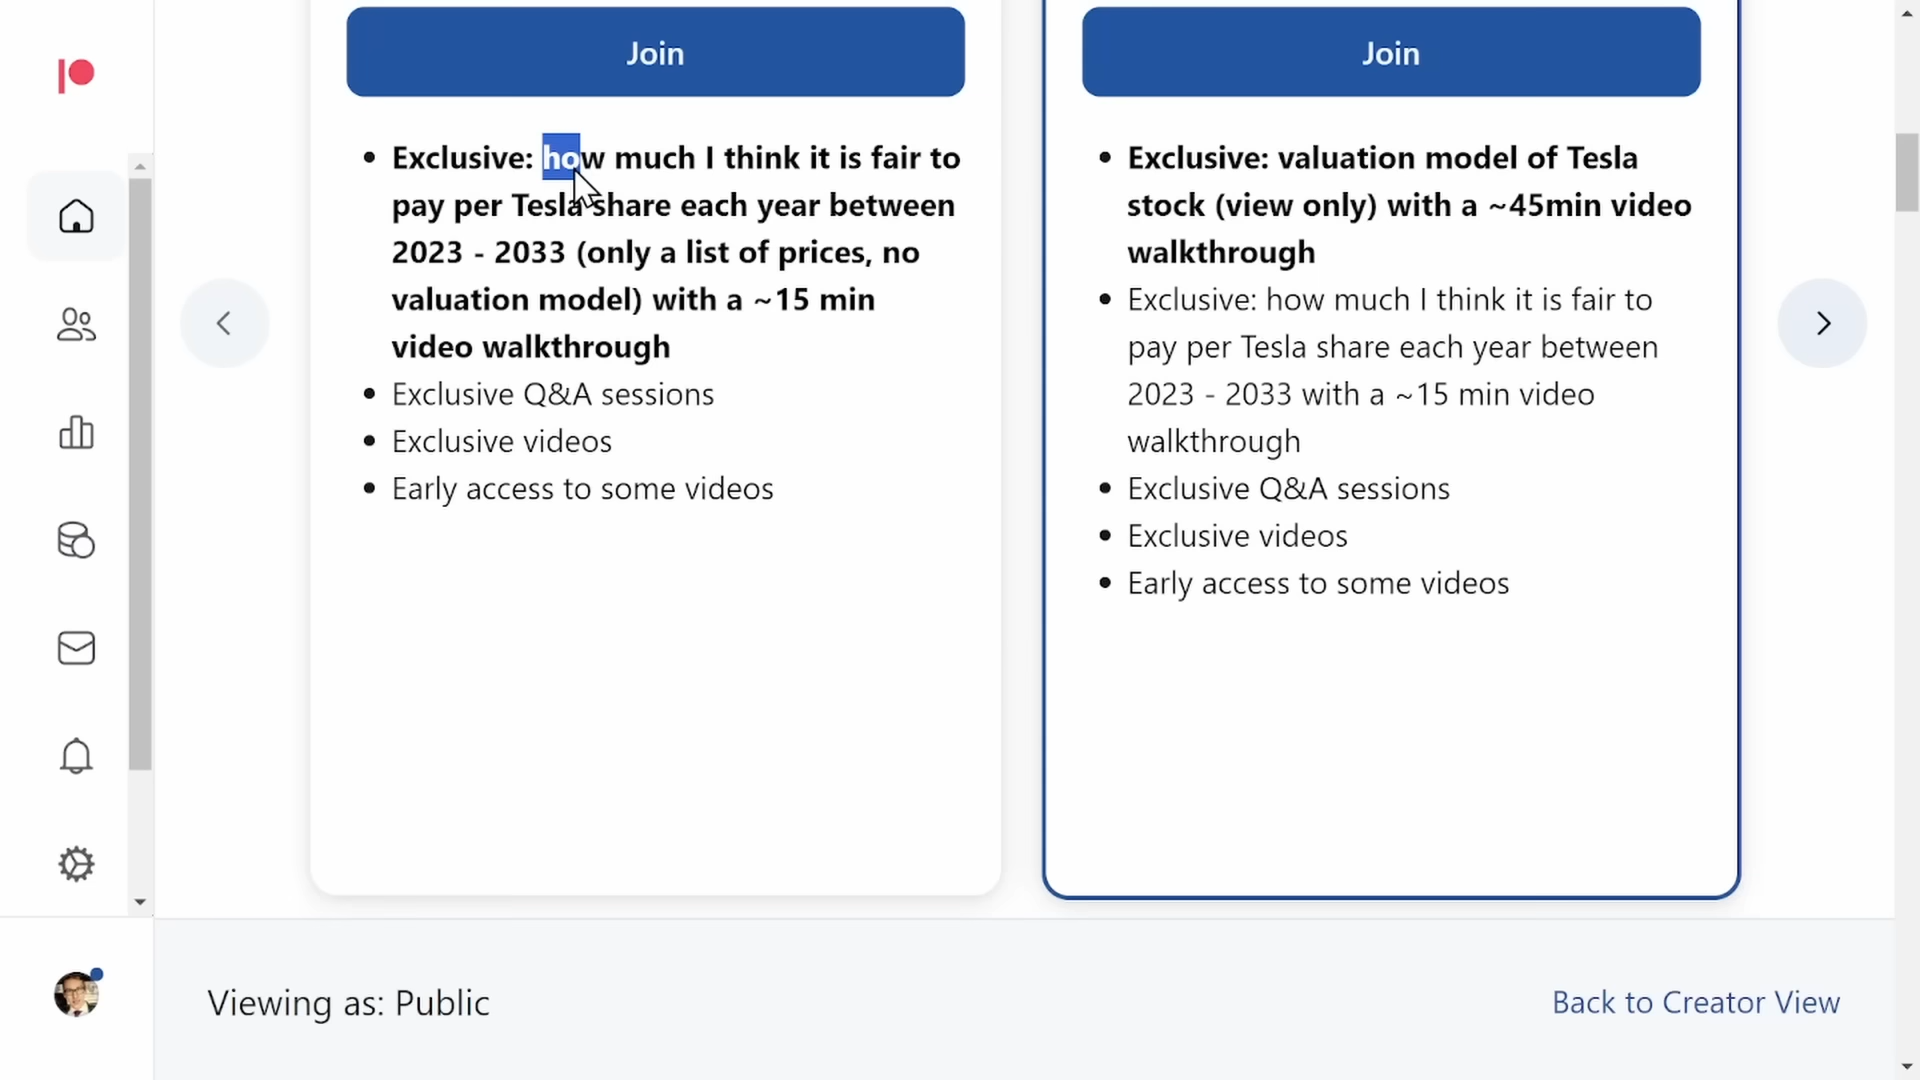 Join
Exclusive: how much I think it is fair to
pay per Tesla share each year between
2023 - 2033 (only a list of prices, no
valuation model) with a ~15 min
video walkthrough
Exclusive Q&A sessions
Exclusive videos
Early access to some videos
Join
Exclusive: valuation model of Tesla
stock (view only) with a ~45min video
walkthrough
Exclusive: how much I think it is fair to
pay per Tesla share each year between
2023 - 2033 with a ~15 min video
walkthrough
Exclusive Q&A sessions
Exclusive videos
Early access to some videos
Viewing as: Public
Back to Creator View